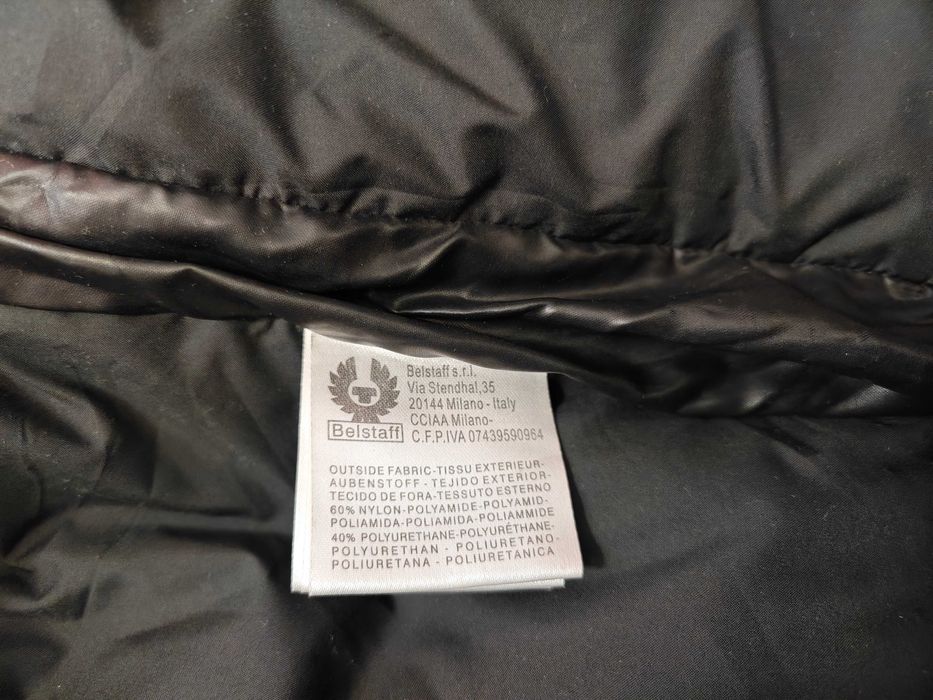 Belstaff
Belstaff s.r.l.
Via Stendhal,35
20144 Milano - Italy
CCIAA Milano-
C.F.P.IVA 07439590964
OUTSIDE FABRIC-TISSU EXTERIEUR-
AUBENSTOFF - TEJIDO EXTERIOR-
TECIDO DE FORA-TESSUTO ESTERNO
60% NYLON-POLYAMIDE-POLYAMID-
POLIAMIDA-POLIAMIDA-POLIAMMIDE
40% POLYURETHANE-POLYURÉTHANE-
POLYURETHAN - POLIURETANO-
POLIURETANA - POLIURETANICA